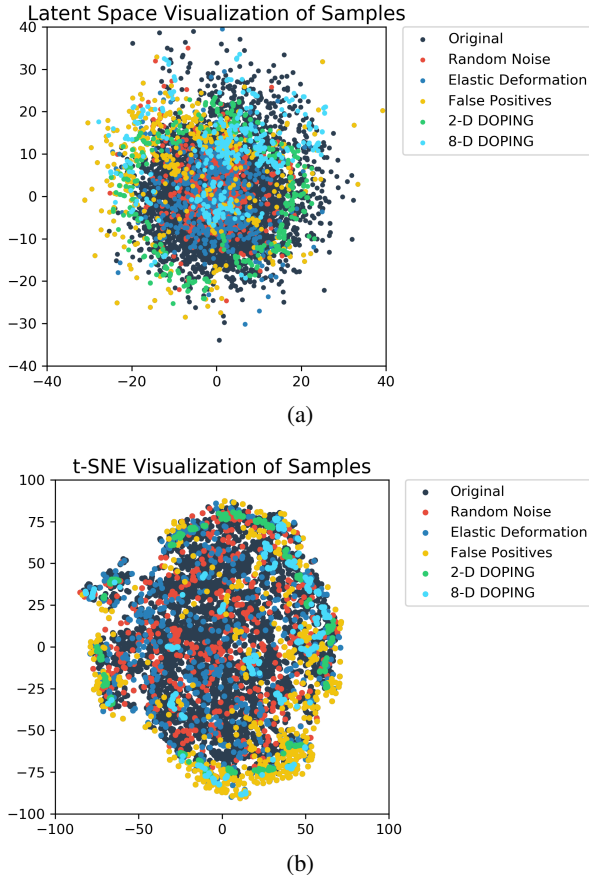 Latent Space Visualization of Samples
40
30
20
10
0
−10
−20
−30
−40
−40
−20
0
20
40
Original
Random Noise
Elastic Deformation
False Positives
2-D DOPING
8-D DOPING
(a)
t-SNE Visualization of Samples
100
75
50
25
0
−25
−50
−75
−100
−100
−50
0
50
100
Original
Random Noise
Elastic Deformation
False Positives
2-D DOPING
8-D DOPING
(b)